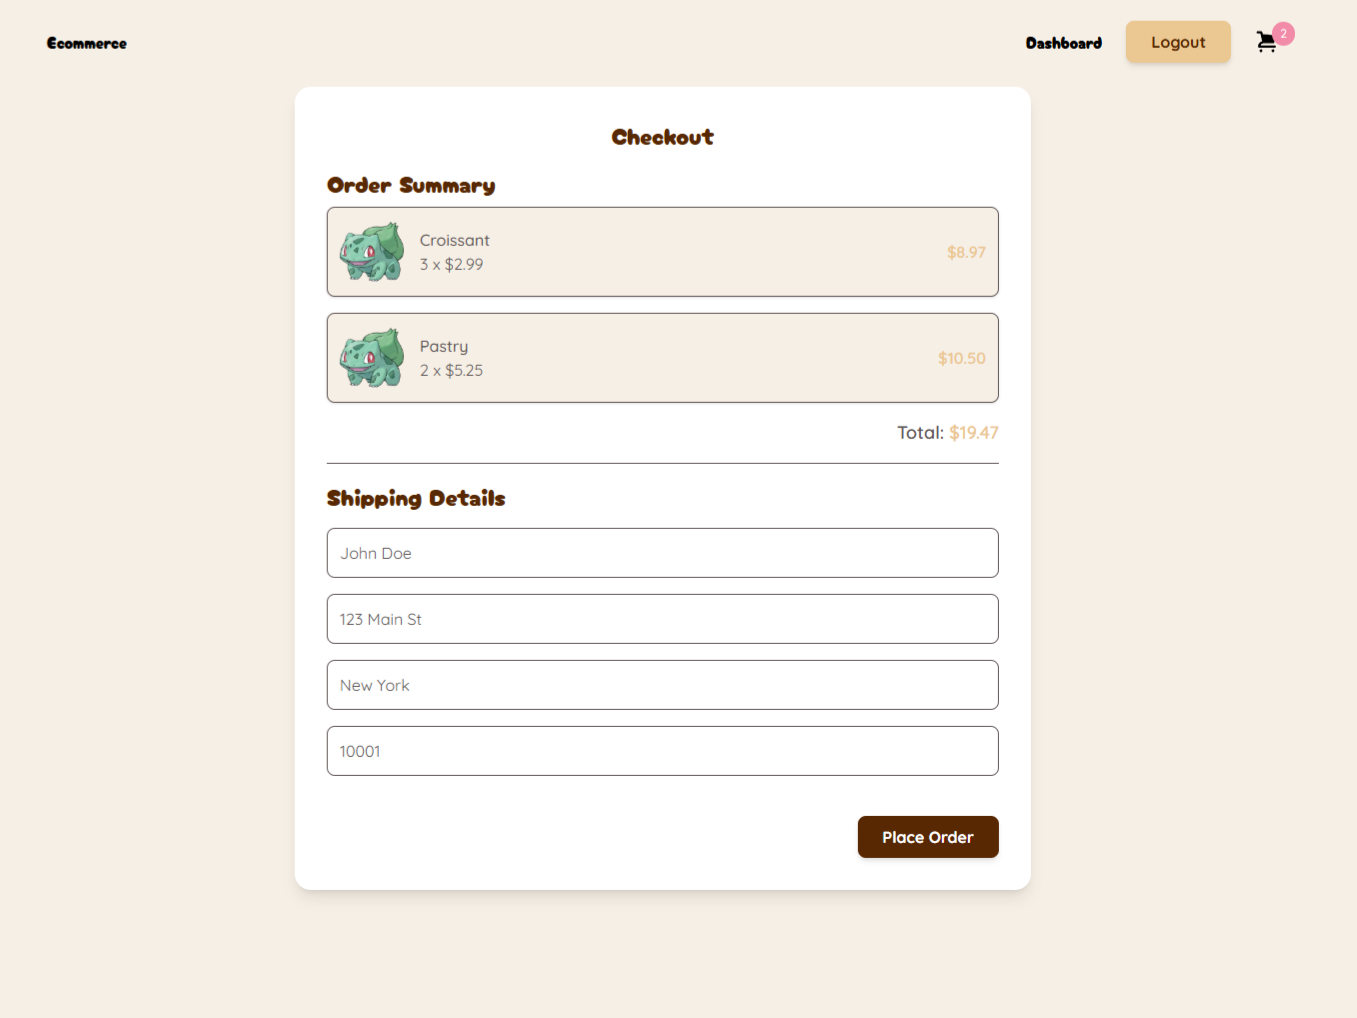 Ecommerce
Dashboard
Logout
2
Checkout
Order Summary
Croissant
3 x $2.99
$8.97
Pastry
2 x $5.25
$10.50
Total: $19.47
Shipping Details
John Doe
123 Main St
New York
10001
Place Order